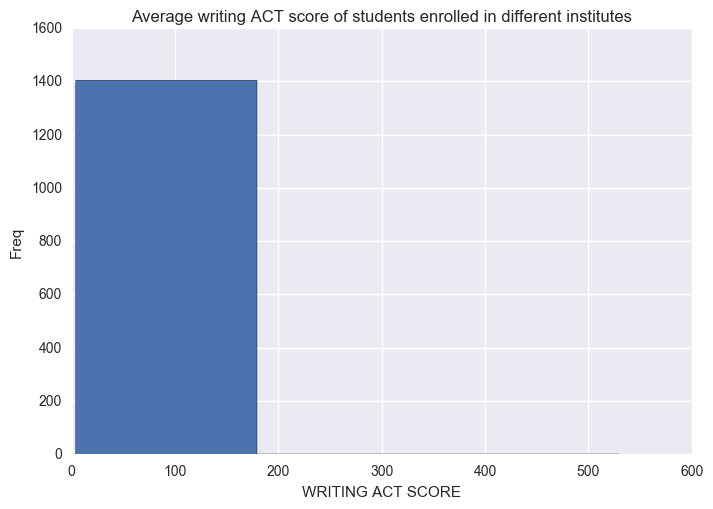 Average writing ACT score of students enrolled in different institutes
1600
1400
1200
1000
800
600
400
200
0
Freq
0 100 200 300 400 500 600
WRITING ACT SCORE